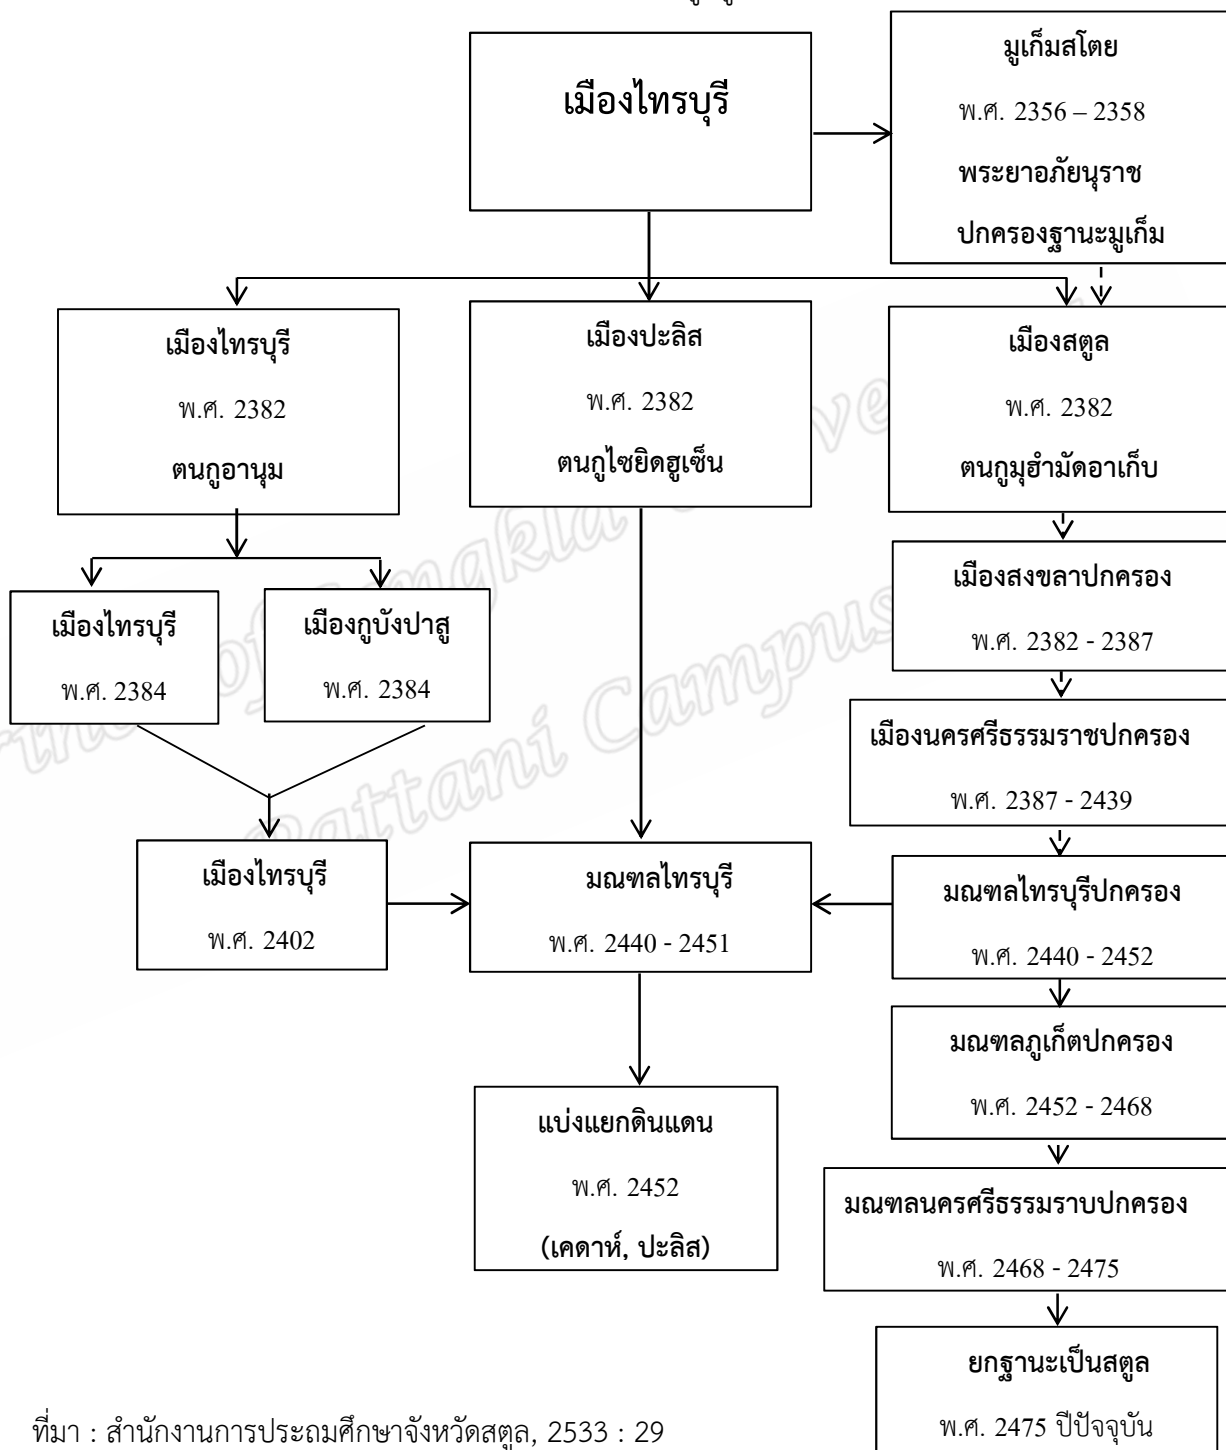 เมืองไทรบุรี
มูเก็มสโตย
พ.ศ. 2356 – 2358
พระยาอภัยนุราช
ปกครองฐานะมูเก็ม
เมืองไทรบุรี
พ.ศ. 2382
ตนกูอานุม
เมืองปะลิส
พ.ศ. 2382
ตนกูไซยิดฮูเซ็น
เมืองสตูล
พ.ศ. 2382
ตนกูมุฮำมัดอาเก็บ
เมืองไทรบุรี
พ.ศ. 2384
เมืองกูบังปาสู
พ.ศ. 2384
เมืองสงขลาปกครอง
พ.ศ. 2382 - 2387
เมืองนครศรีธรรมราชปกครอง
พ.ศ. 2387 - 2439
เมืองไทรบุรี
พ.ศ. 2402
มณฑลไทรบุรี
พ.ศ. 2440 - 2451
มณฑลไทรบุรีปกครอง
พ.ศ. 2440 - 2452
มณฑลภูเก็ตปกครอง
พ.ศ. 2452 - 2468
แบ่งแยกดินแดน
พ.ศ. 2452
(เคดาห์, ปะลิส)
มณฑลนครศรีธรรมราบปกครอง
พ.ศ. 2468 - 2475
ยกฐานะเป็นสตูล
พ.ศ. 2475 ปีปัจจุบัน
ที่มา : สำนักงานการประถมศึกษาจังหวัดสตูล, 2533 : 29
of Songkla
Pattani Campus